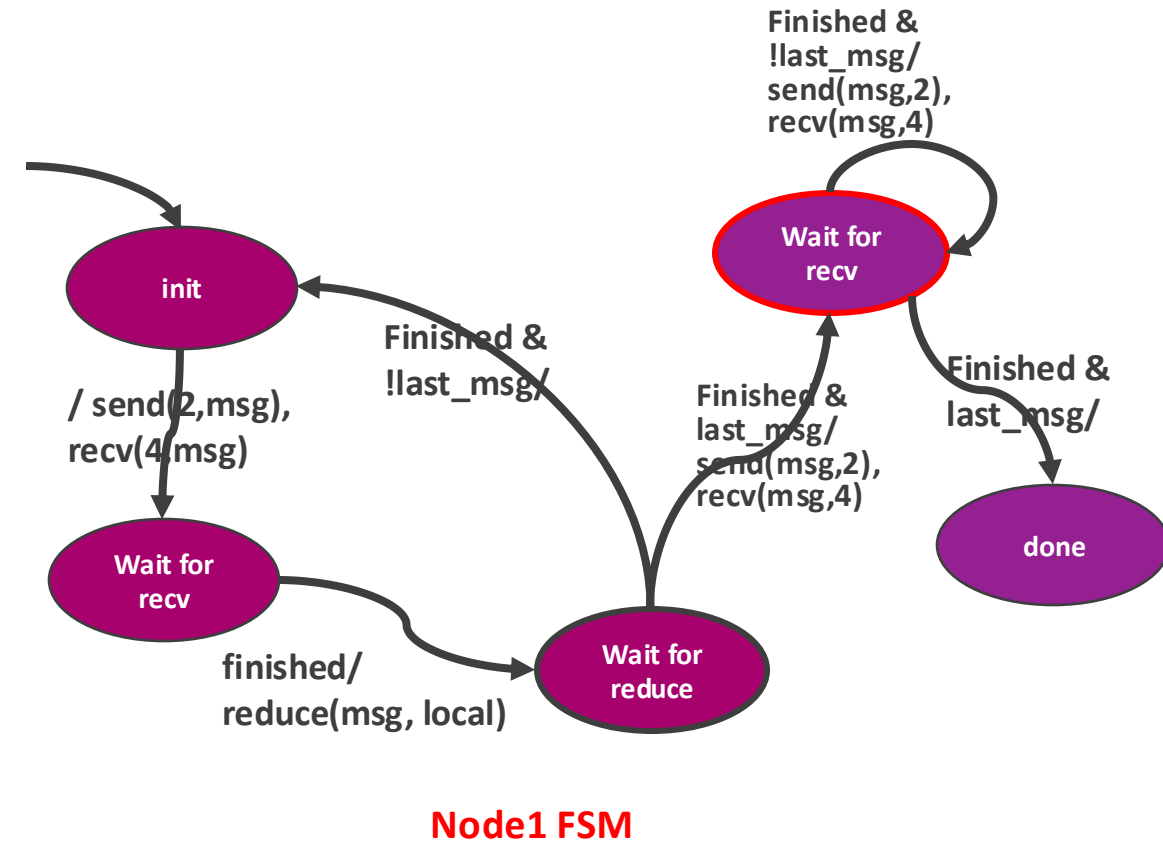 Finished &
!last_msg/
send(msg,2),
recv(msg,4)
Wait for
recv
init
Finished &
!last_msg/
/ send(2,msg),
recv(4,msg)
Finished &
last_msg/
send(msg,2),
recv(msg,4)
Finished &
last_msg/
Wait for
recv
done
finished/
reduce(msg, local)
Wait for
reduce
Node1 FSM